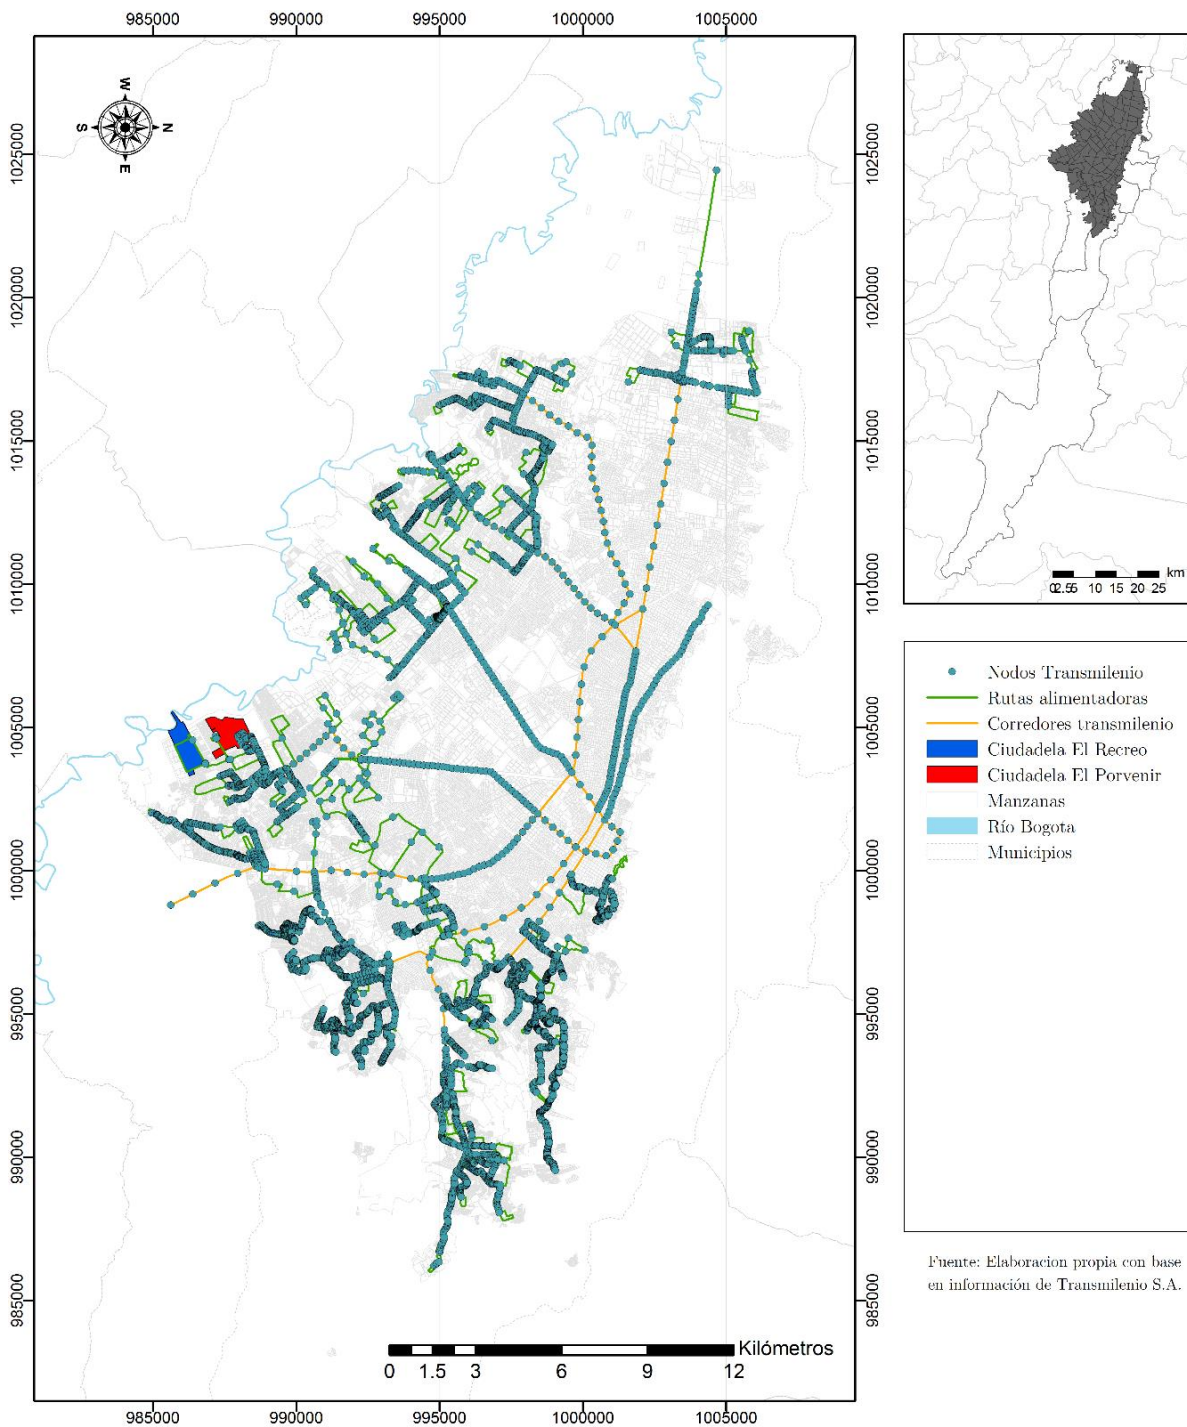 985000 990000 995000 1000000 1005000
W
S N
E
1025000 1025000
1020000 1020000
1015000 1015000
1010000 1010000
1005000 1005000
1000000 1000000
995000 995000
990000 990000
985000 985000
Kilómetros
0 1.5 3 6 9 12
985000 990000 995000 1000000 1005000
km
02.55 10 15 20 25
Nodos Transmilenio
Rutas alimentadoras
Corredores transmilenio
Ciudadela El Recreo
Ciudadela El Porvenir
Manzanas
Río Bogota
Municipios
Fuente: Elaboracion propia con base
en información de Transmilenio S.A.